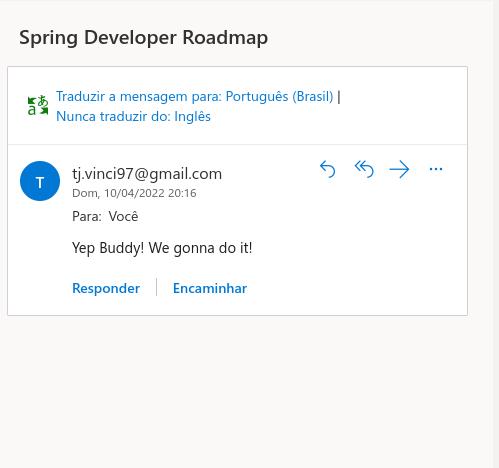 Spring Developer Roadmap
Traduzir a mensagem para: Português (Brasil) |
Nunca traduzir do: Inglês
T
tj.vinci97@gmail.com
Dom, 10/04/2022 20:16
Para: Você
Yep Buddy! We gonna do it!
Responder
Encaminhar